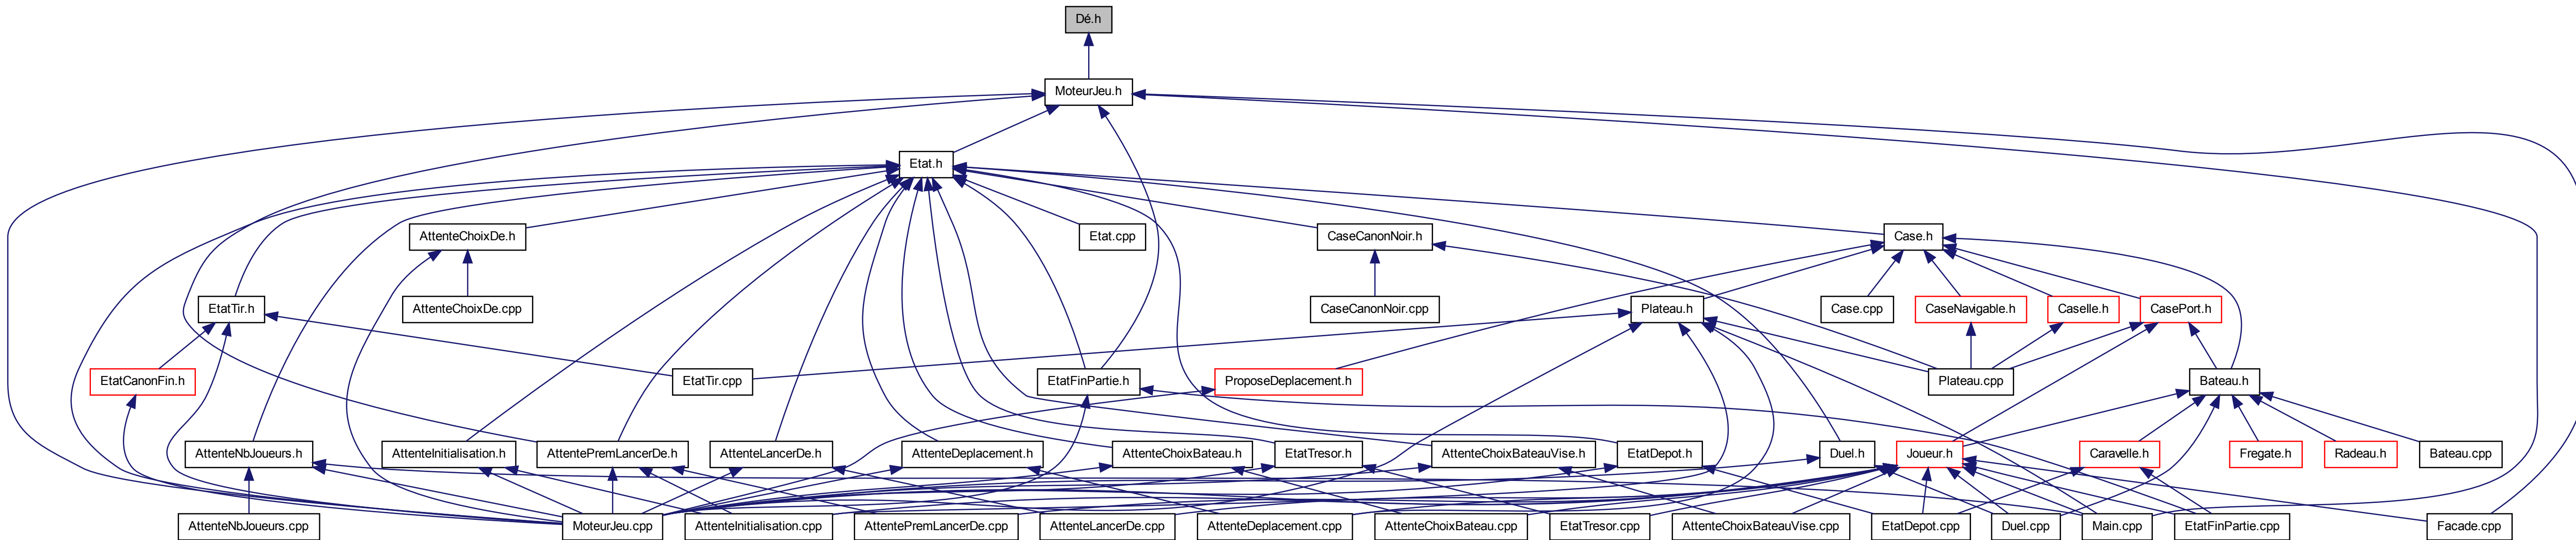 Dé.h
MoteurJeu.h
Etat.h
AttenteChoixDe.h
Etat.cpp
CaseCanonNoir.h
Case.h
EtatTir.h
AttenteChoixDe.cpp
CaseCanonNoir.cpp
Plateau.h
Case.cpp
CaseNavigable.h
CaseIle.h
CasePort.h
EtatCanonFin.h
EtatTir.cpp
EtatFinPartie.h
ProposeDeplacement.h
Plateau.cpp
Bateau.h
AttenteNbJoueurs.h
AttenteInitialisation.h
AttentePremLancerDe.h
AttenteLancerDe.h
AttenteDeplacement.h
AttenteChoixBateau.h
EtatTresor.h
AttenteChoixBateauVise.h
EtatDepot.h
Duel.h
Joueur.h
Caravelle.h
Fregate.h
Radeau.h
Bateau.cpp
AttenteNbJoueurs.cpp
MoteurJeu.cpp
AttenteInitialisation.cpp
AttentePremLancerDe.cpp
AttenteLancerDe.cpp
AttenteDeplacement.cpp
AttenteChoixBateau.cpp
EtatTresor.cpp
AttenteChoixBateauVise.cpp
EtatDepot.cpp
Duel.cpp
Main.cpp
EtatFinPartie.cpp
Facade.cpp